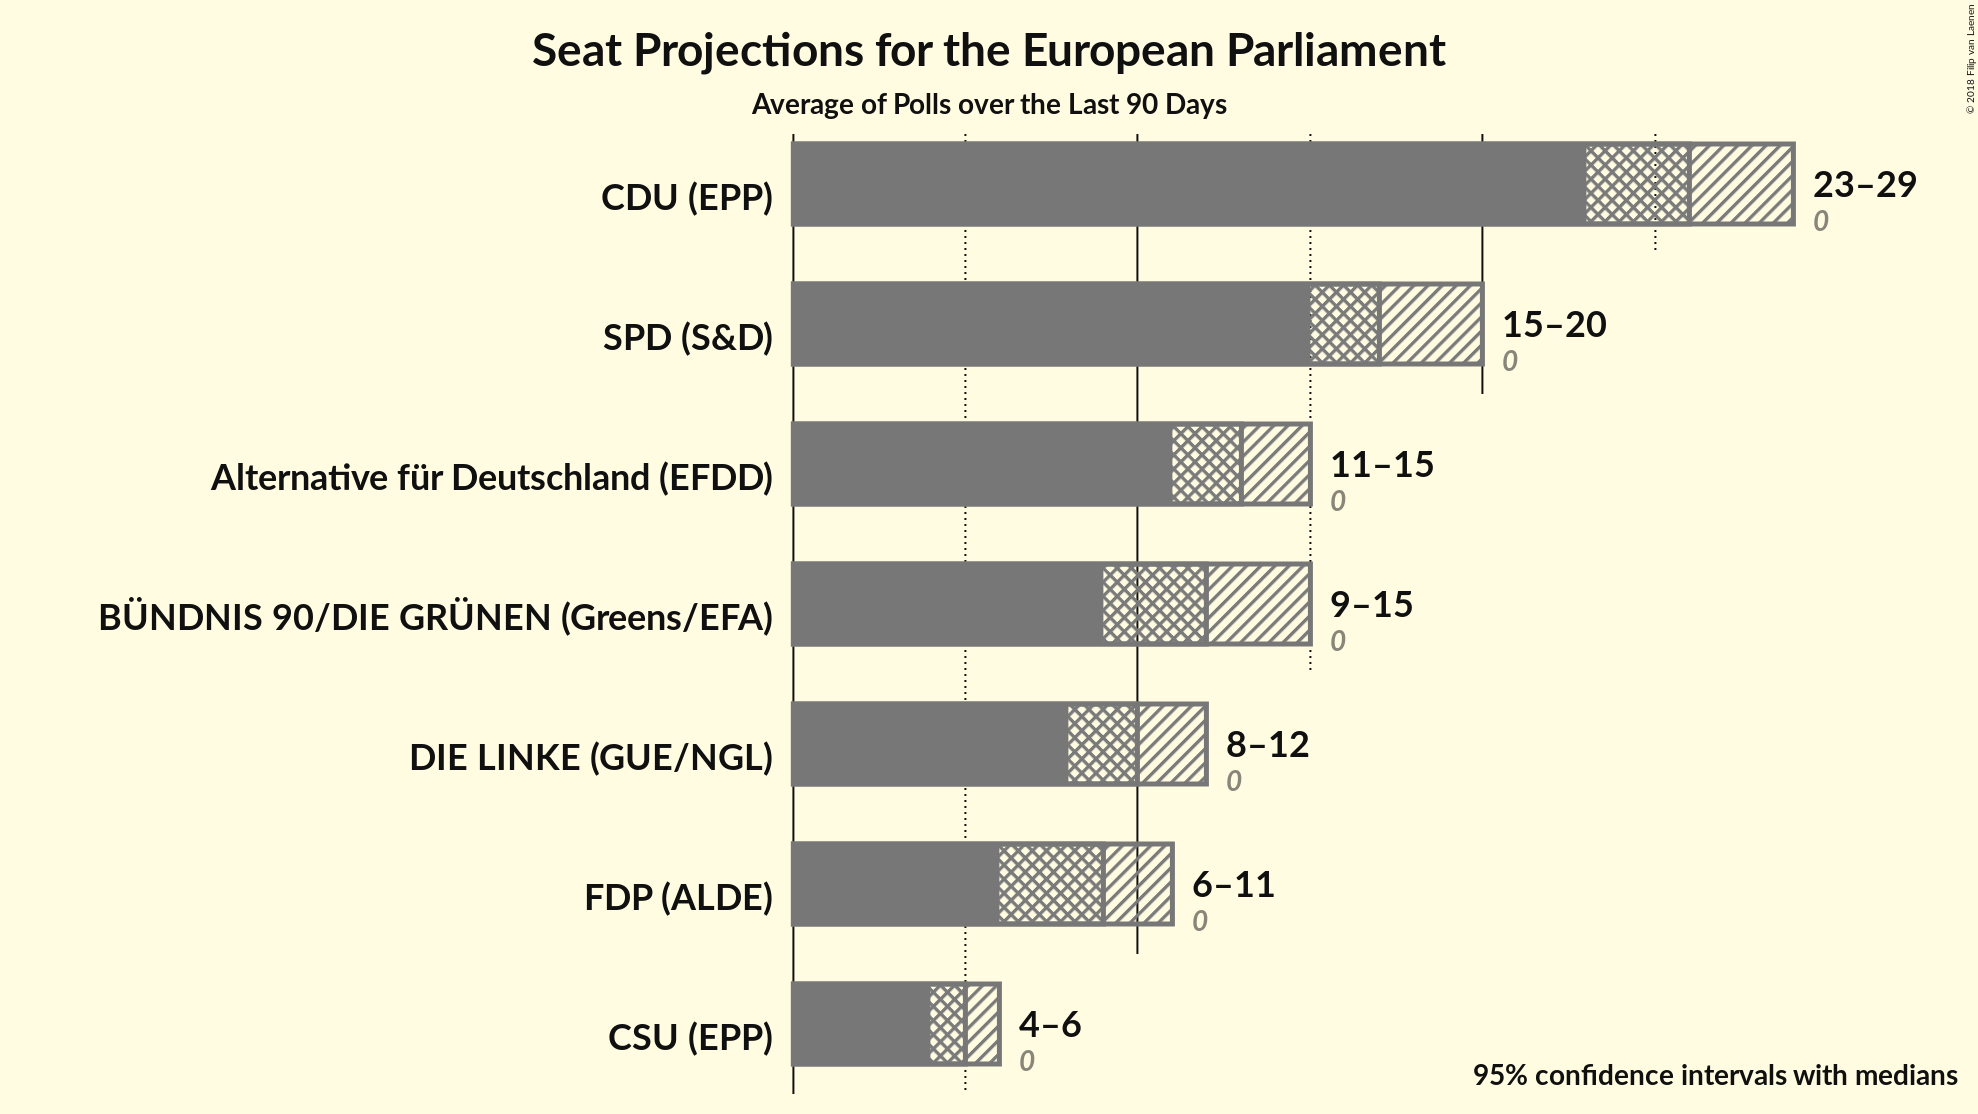 Seat Projections for the European Parliament
Average of Polls over the Last 90 Days
© 2018 Filip van Laenen
CDU (EPP)
23–29
0
SPD (S&D)
15–20
0
Alternative für Deutschland (EFDD)
11–15
0
BÜNDNIS 90/DIE GRÜNEN (Greens/EFA)
9–15
0
DIE LINKE (GUE/NGL)
8–12
0
FDP (ALDE)
6–11
0
CSU (EPP)
4–6
0
95% confidence intervals with medians